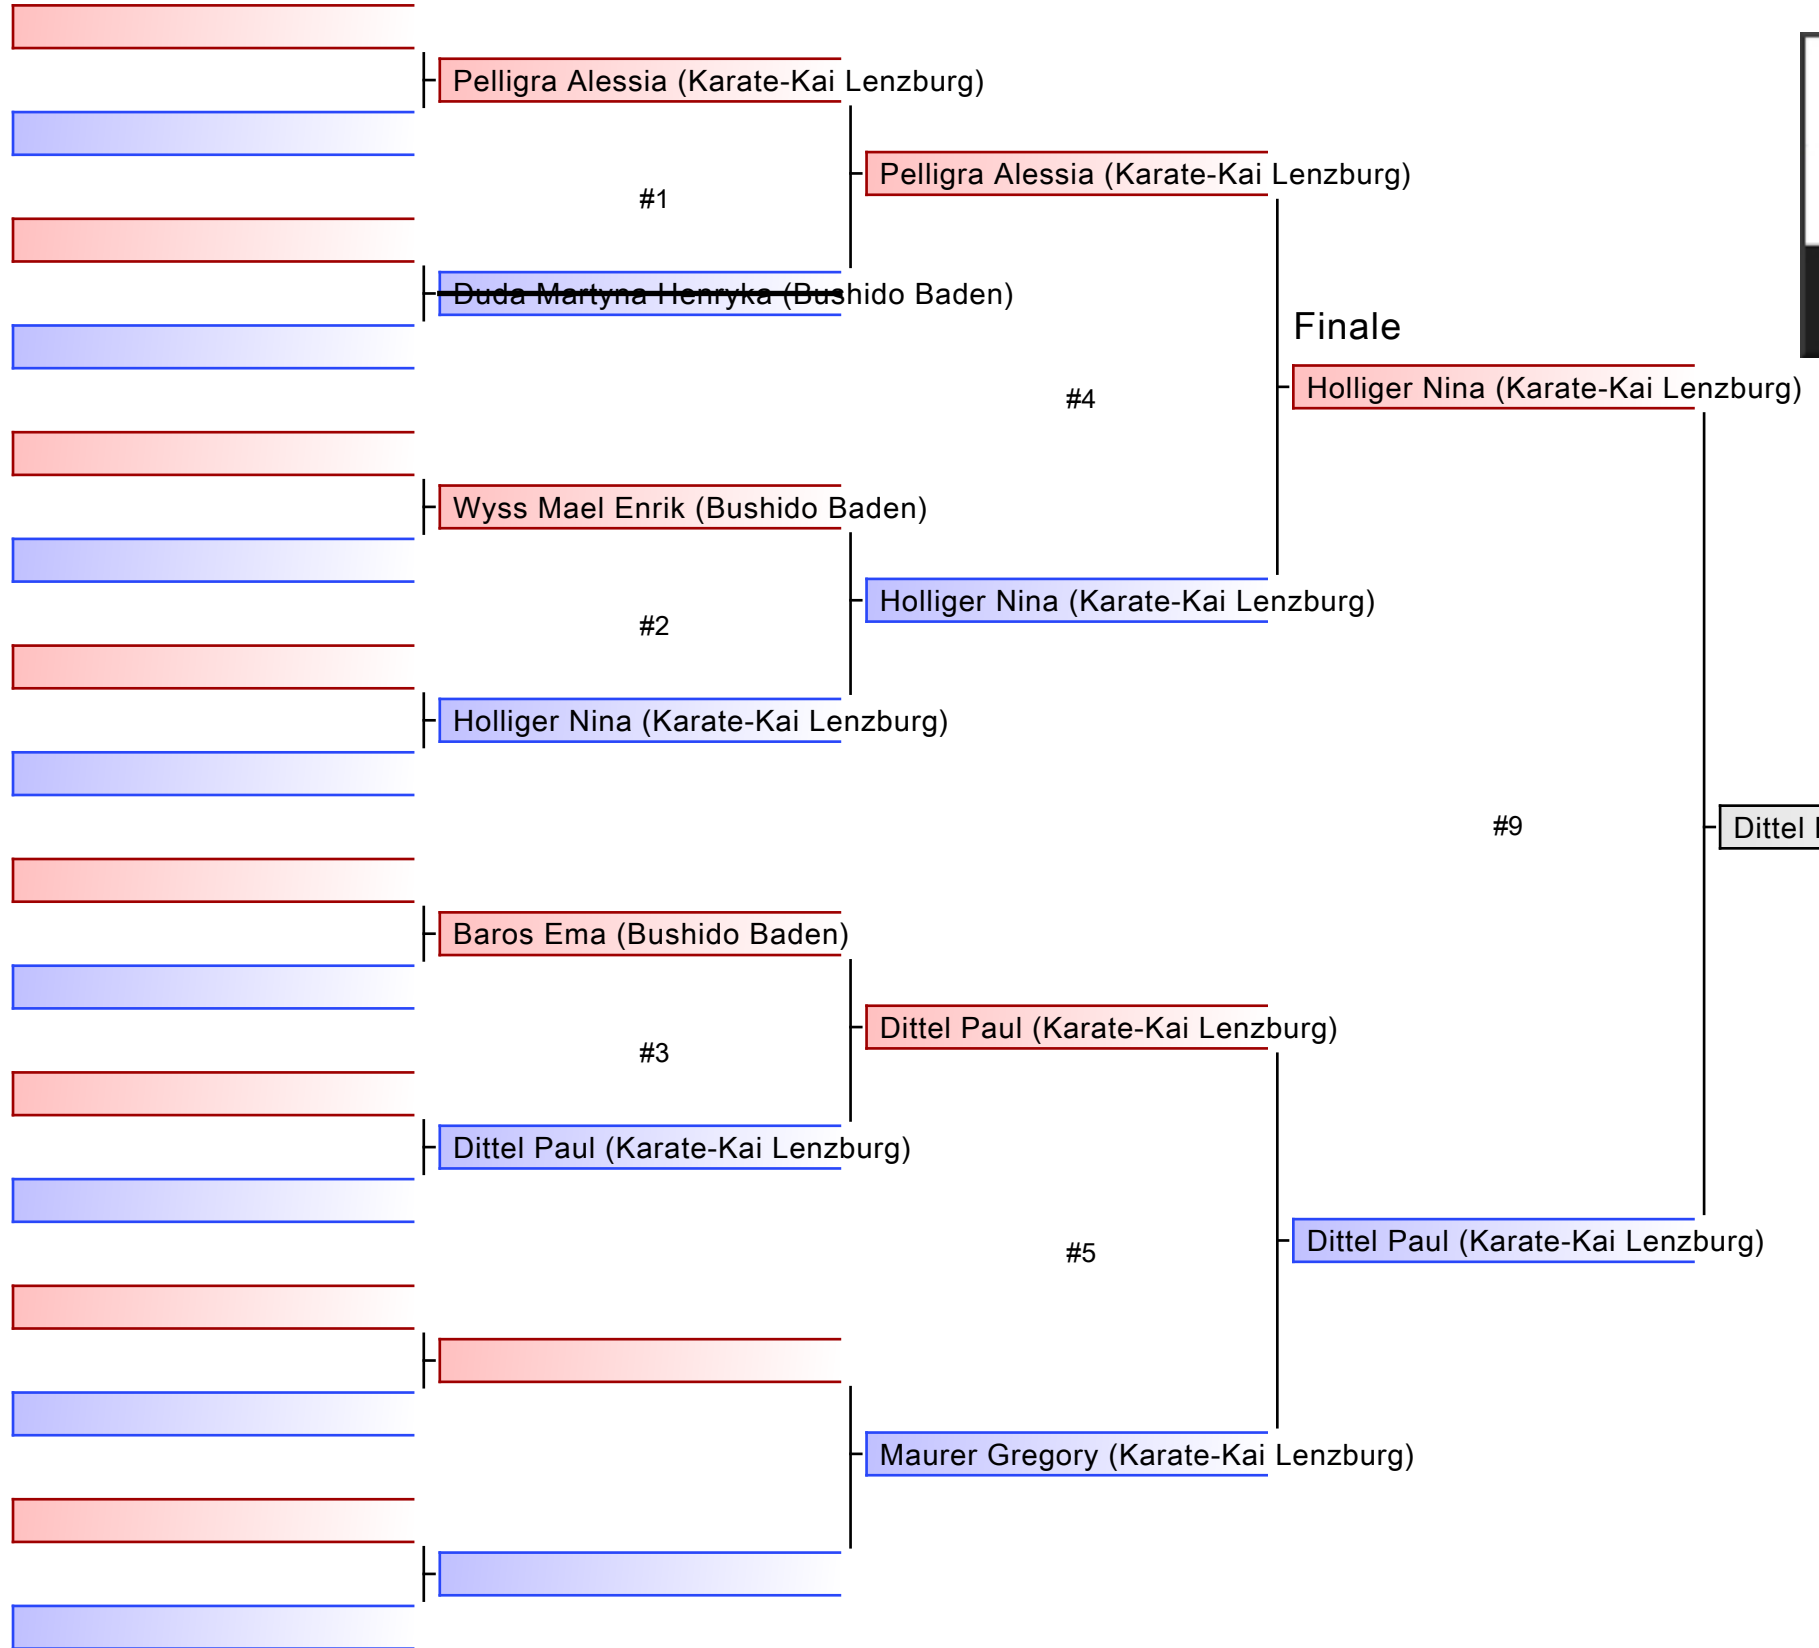 Pelligra Alessia (Karate-Kai Lenzburg)
Pelligra Alessia (Karate-Kai Lenzburg)
#1
Duda Martyna Henryka (Bushido Baden)
Finale
Holliger Nina (Karate-Kai Lenzburg)
#4
Wyss Mael Enrik (Bushido Baden)
Holliger Nina (Karate-Kai Lenzburg)
#2
Holliger Nina (Karate-Kai Lenzburg)
#9
Dittel
Baros Ema (Bushido Baden)
Dittel Paul (Karate-Kai Lenzburg)
#3
Dittel Paul (Karate-Kai Lenzburg)
Dittel Paul (Karate-Kai Lenzburg)
#5
Maurer Gregory (Karate-Kai Lenzburg)